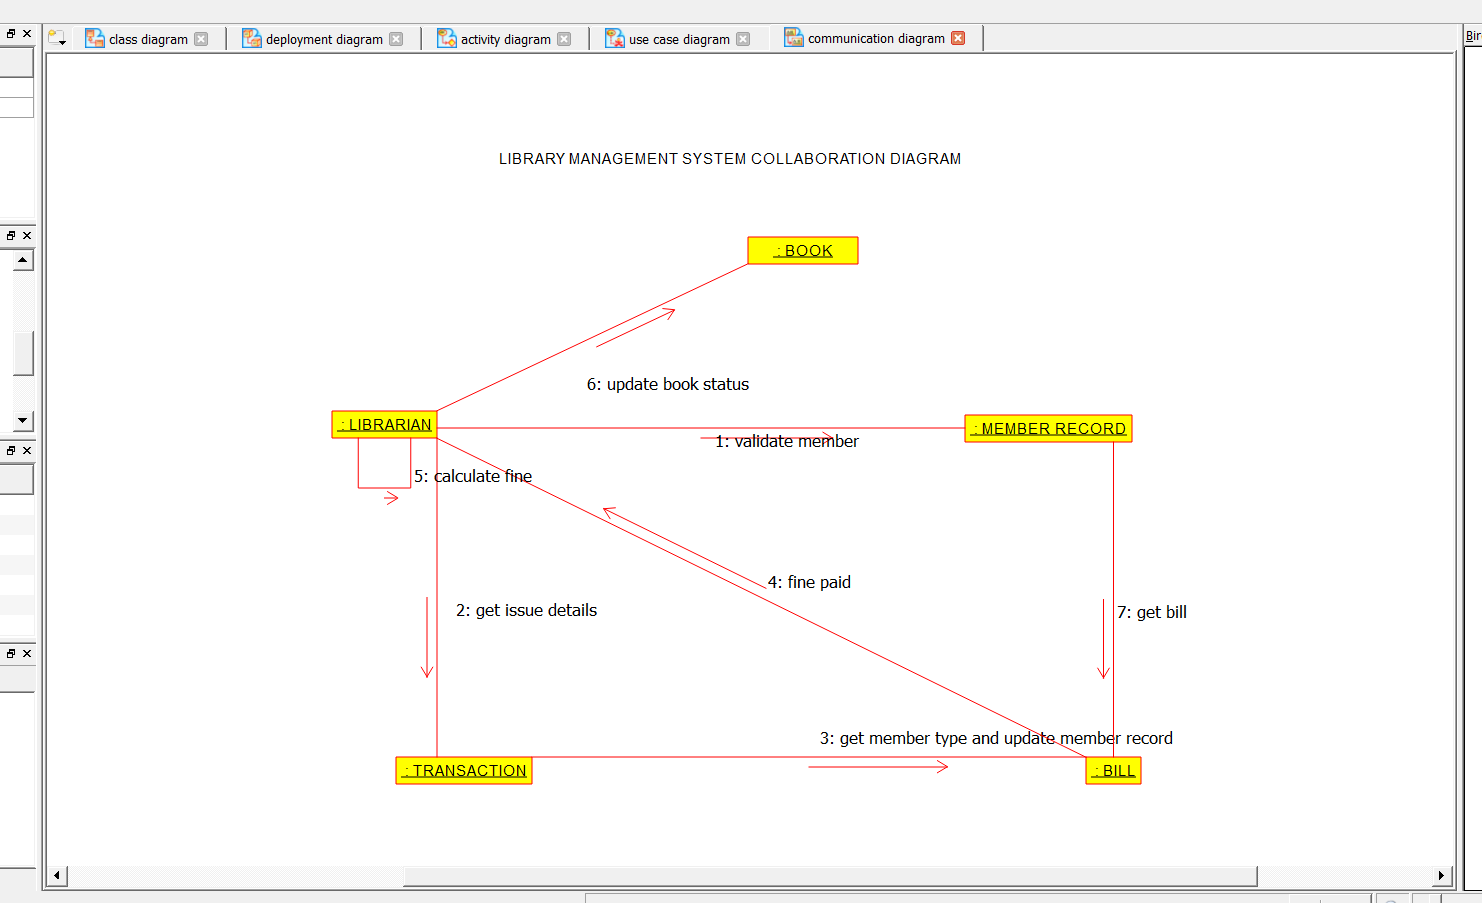 class diagram
deployment diagram
activity diagram
use case diagram
communication diagram
LIBRARY MANAGEMENT SYSTEM COLLABORATION DIAGRAM
: BOOK
6: update book status
: LIBRARIAN
: MEMBER RECORD
1: validate member
5: calculate fine
4: fine paid
2: get issue details
7: get bill
3: get member type and update member record
: TRANSACTION
: BILL